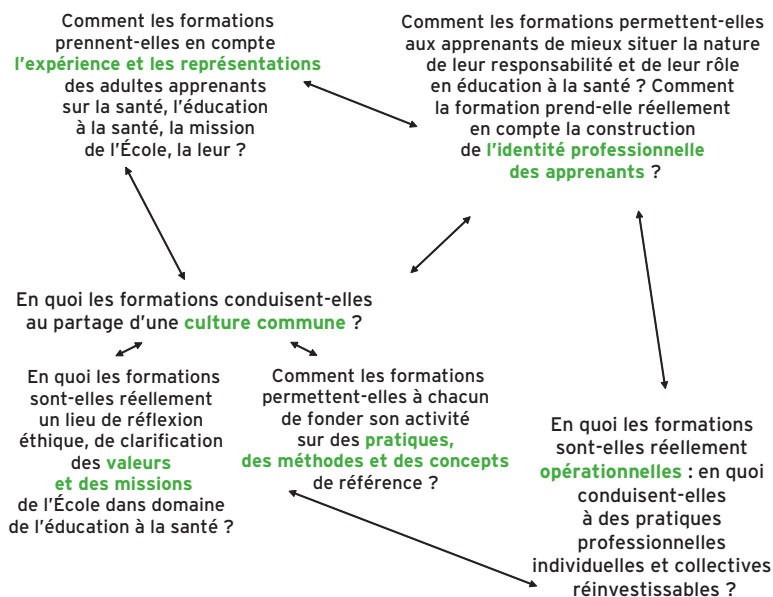 Comment les formations
prennent-elles en compte
l'expérience et les représentations
des adultes apprenants
sur la santé, l'éducation
à la santé, la mission
de l'École, la leur ?
Comment les formations permettent-elles
aux apprenants de mieux situer la nature
de leur responsabilité et de leur rôle
en éducation à la santé ? Comment
la formation prend-elle réellement
en compte la construction
de l'identité professionnelle
des apprenants ?
En quoi les formations conduisent-elles
au partage d'une culture commune ?
En quoi les formations
sont-elles réellement
un lieu de réflexion
éthique, de clarification
des valeurs
et des missions
de l'École dans domaine
de l'éducation à la santé ?
Comment les formations
permettent-elles à chacun
de fonder son activité
sur des pratiques,
des méthodes et des concepts
de référence ?
En quoi les formations
sont-elles réellement
opérationnelles : en quoi
conduisent-elles
à des pratiques
professionnelles
individuelles et collectives
réinvestissables ?